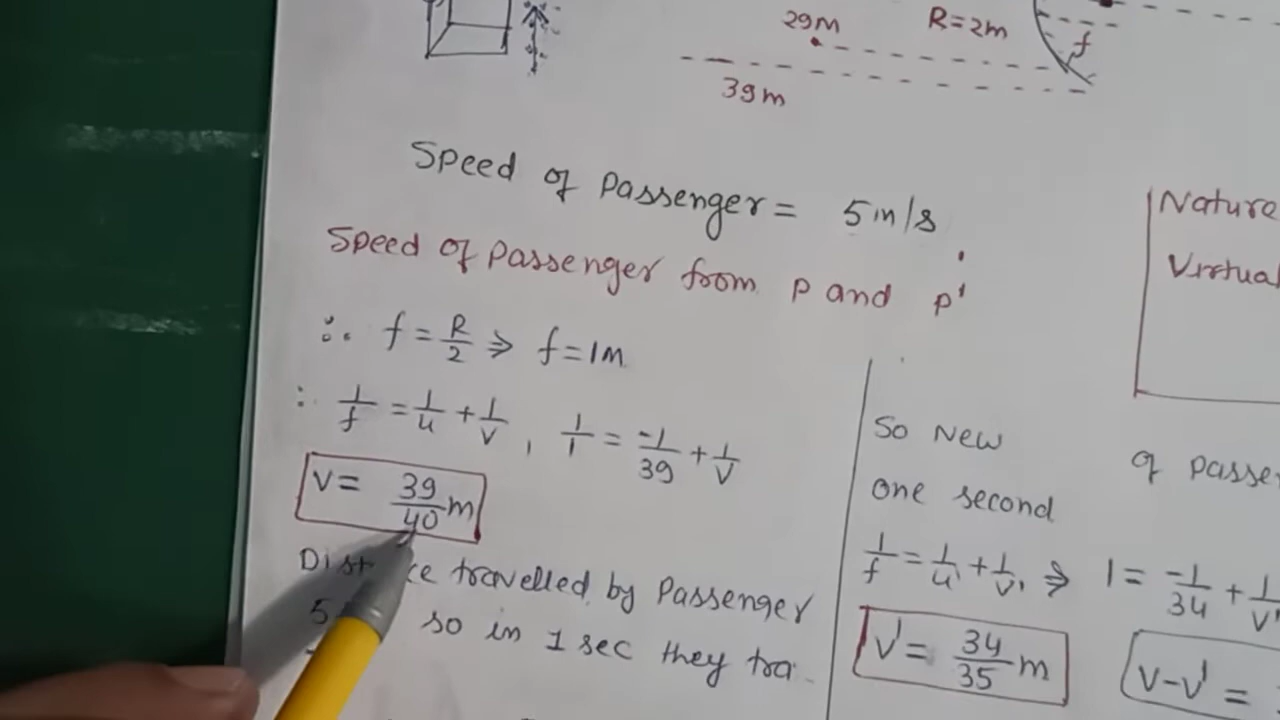 29m
R=2m
f
39m
Speed of Passenger = 5m/s
Speed of Passenger from P and P'
∴ f = R/2 ⇒ f=1m
: 1/f = 1/u + 1/v , 1/1 = -1/39 + 1/v
v = 39/40 m
travelled by Passenger
so in 1 sec they tra
Nature
Virtual
So New of
one second
1/f = 1/u' + 1/v' ⇒ 1 = -1/34 + 1/v'
v' = 34/35 m
v-v' =